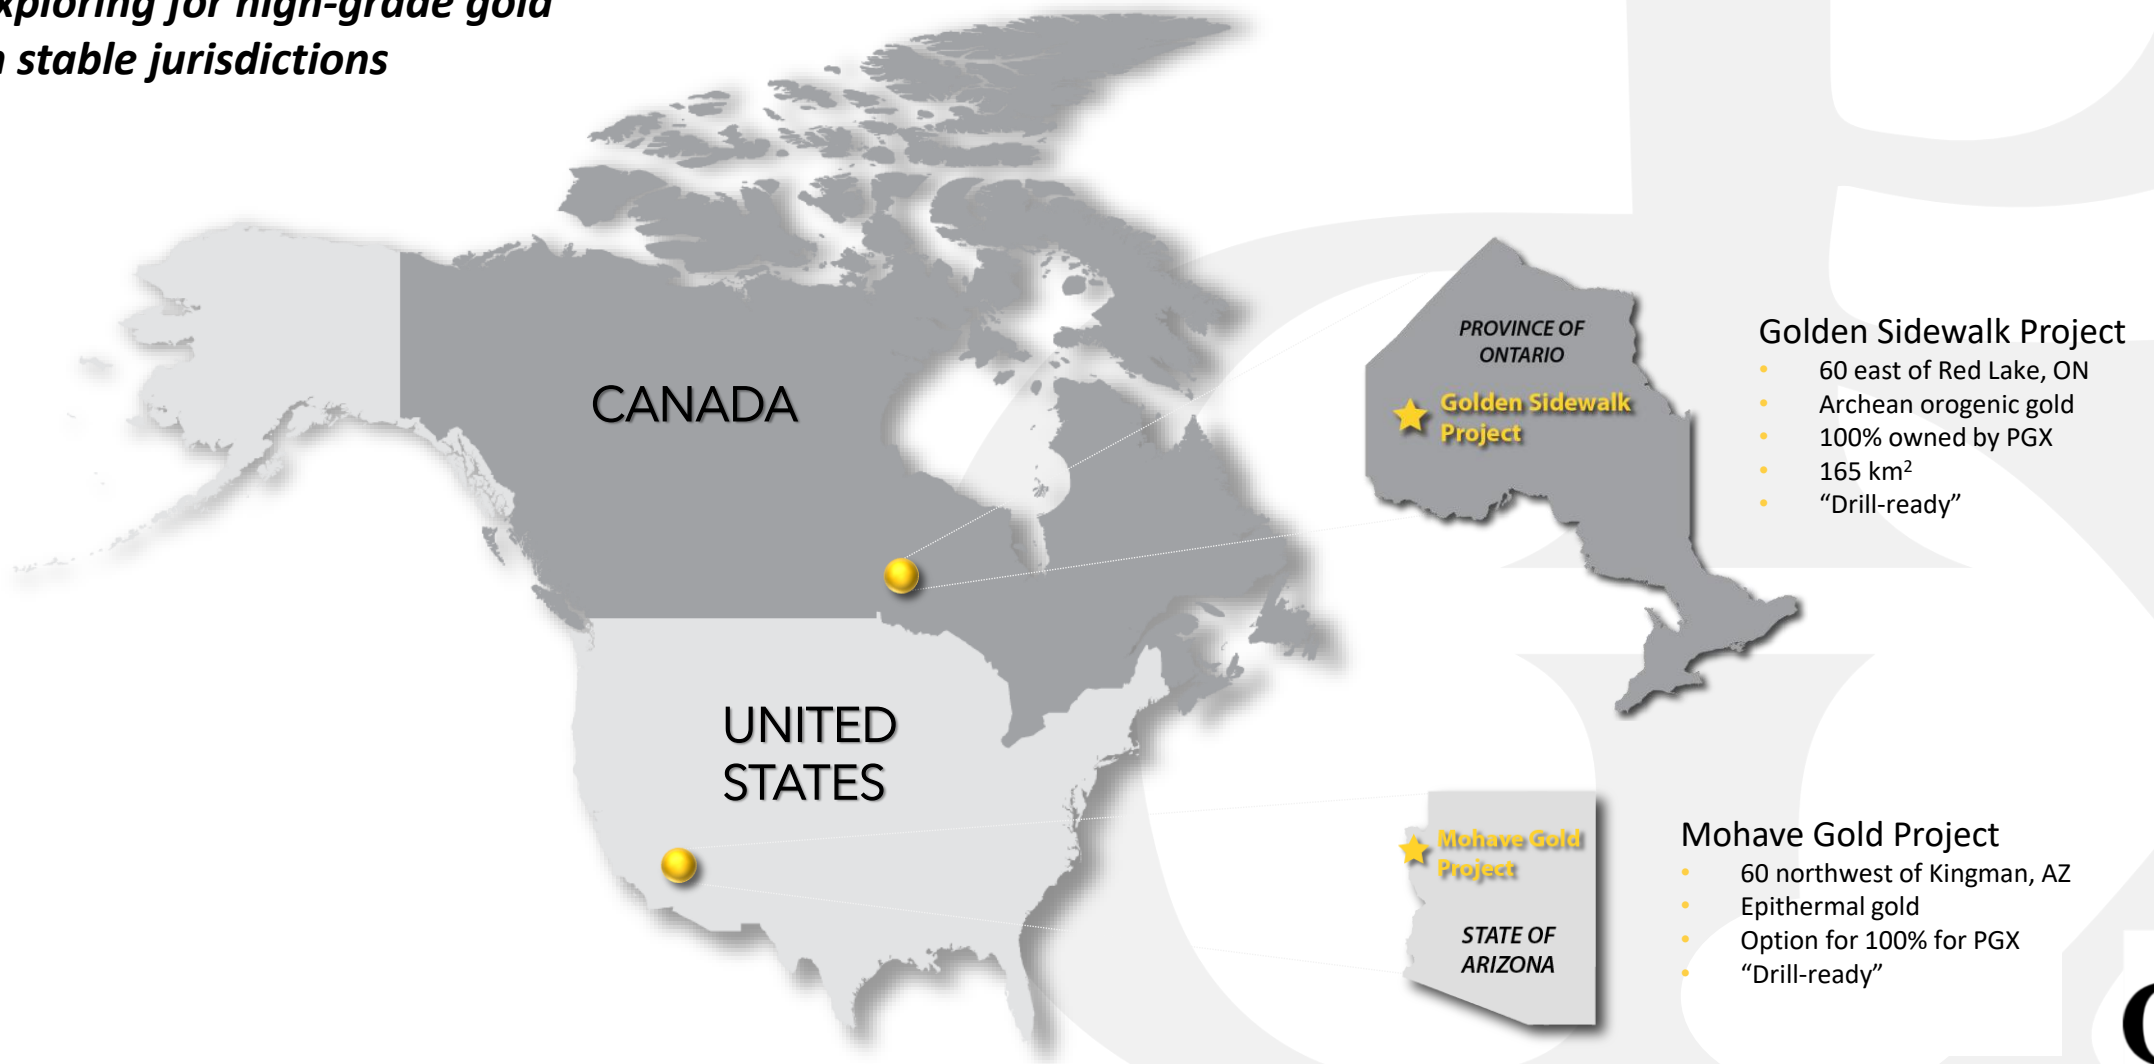 xploring for high-grade gold
stable jurisdictions
CANADA
UNITED
STATES
PROVINCE OF
ONTARIO
Golden Sidewalk
Project
Golden Sidewalk Project
• 60 east of Red Lake, ON
• Archean orogenic gold
• 100% owned by PGX
• 165 km²
• “Drill-ready”
Mohave Gold
Project
STATE OF
ARIZONA
Mohave Gold Project
• 60 northwest of Kingman, AZ
• Epithermal gold
• Option for 100% for PGX
• “Drill-ready”